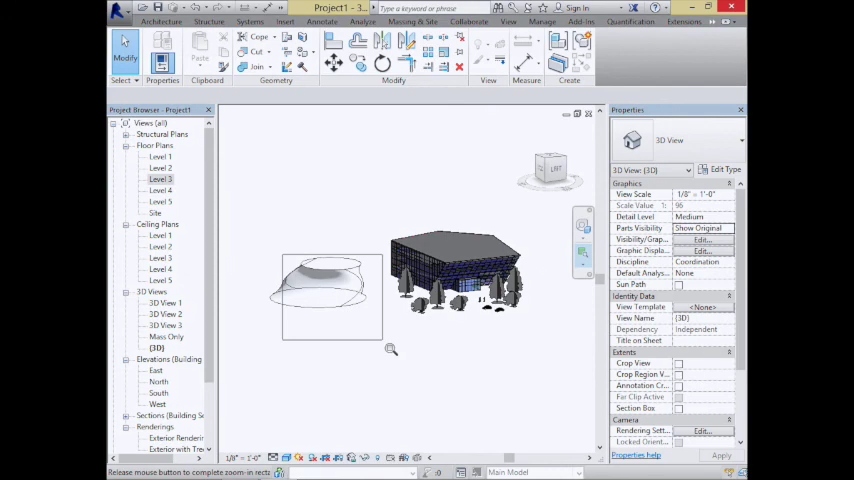 Project1 - 3...
Type a keyword or phrase
Sign In
Architecture Structure Systems Insert Annotate Analyze Massing & Site Collaborate View Manage Add-Ins Quantification Extensions
Modify
Paste
Cope
Cut
Join
Select Properties Clipboard Geometry Modify View Measure Create
Project Browser - Project1
Views (all)
Structural Plans
Floor Plans
Level 1
Level 2
Level 3
Level 4
Level 5
Site
Ceiling Plans
Level 1
Level 2
Level 3
Level 4
Level 5
3D Views
3D View 1
3D View 2
3D View 3
Mass Only
{3D}
Elevations (Building
East
North
South
West
Sections (Building S
Renderings
Exterior Renderin
Exterior with Tre
LEFT
Properties
3D View
3D View: {3D} Edit Type
Graphics
View Scale 1/8" = 1'-0"
Scale Value 1: 96
Detail Level Medium
Parts Visibility Show Original
Visibility/Grap... Edit...
Graphic Displa... Edit...
Discipline Coordination
Default Analys... None
Sun Path
Identity Data
View Template <None>
View Name {3D}
Dependency Independent
Title on Sheet
Extents
Crop View
Crop Region V...
Annotation Cr...
Far Clip Active
Section Box
Camera
Rendering Sett... Edit...
Locked Orient...
Properties help Apply
1/8" = 1'-0"
Release mouse button to complete zoom-in recta
:0
Main Model